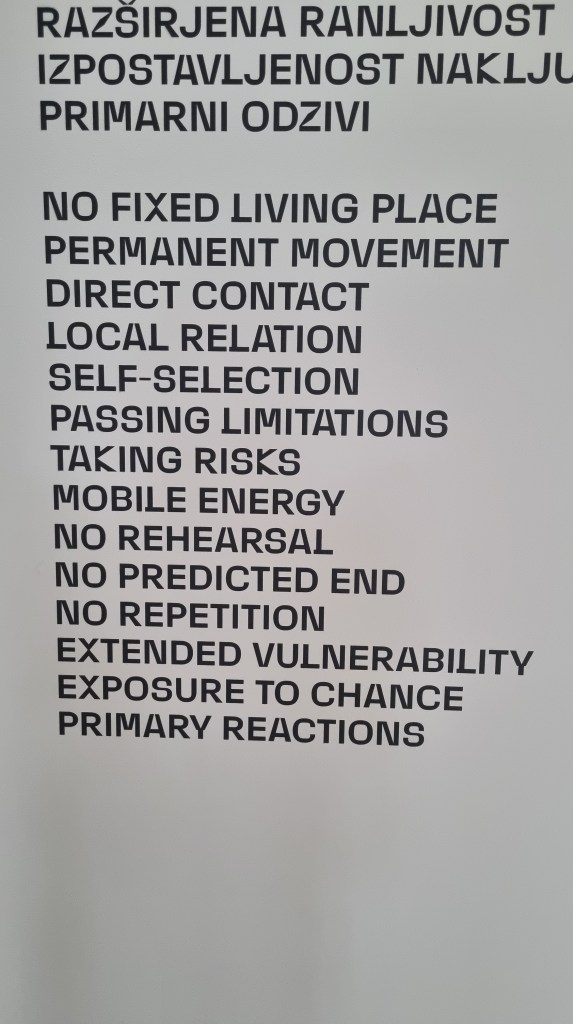 RAZŠIRJENA RANLJIVOST
IZPOSTAVLJENOST
PRIMARNI ODZIVI
NO FIXED LIVING PLACE
PERMANENT MOVEMENT
DIRECT CONTACT
LOCAL RELATION
SELF-SELECTION
PASSING LIMITATIONS
TAKING RISKS
MOBILE ENERGY
NO REHEARSAL
NO PREDICTED END
NO REPETITION
EXTENDED VULNERABILITY
EXPOSURE TO CHANCE
PRIMARY REACTIONS